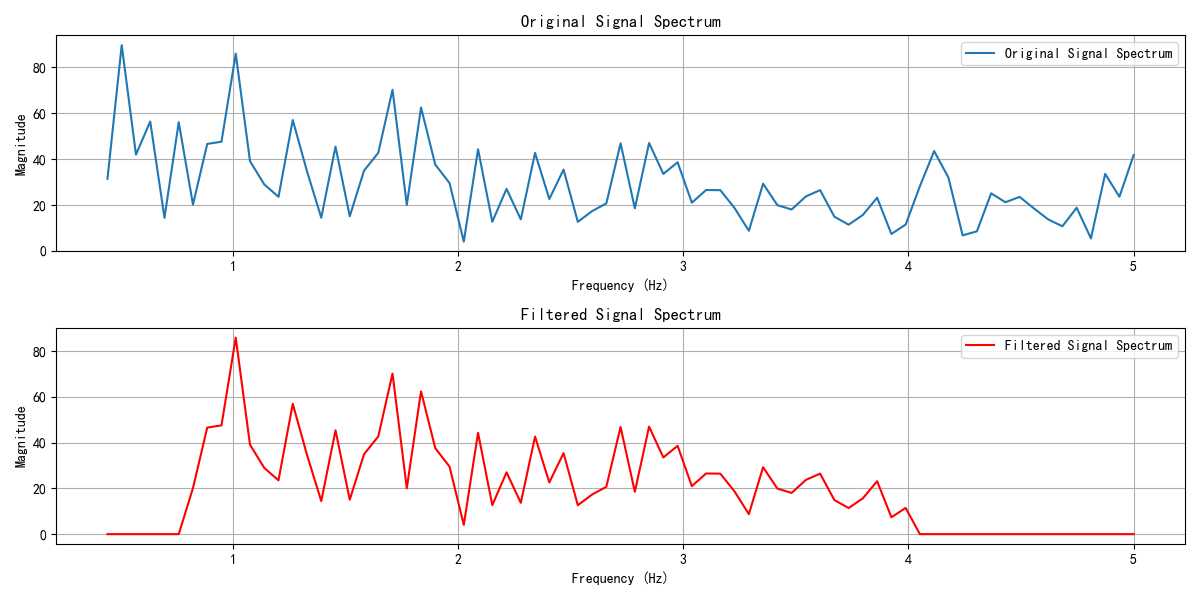 Original Signal Spectrum
Original Signal Spectrum
Magnitude
80
60
40
20
0
1 2 3 4 5
Frequency (Hz)
Filtered Signal Spectrum
Filtered Signal Spectrum
Magnitude
80
60
40
20
0
1 2 3 4 5
Frequency (Hz)